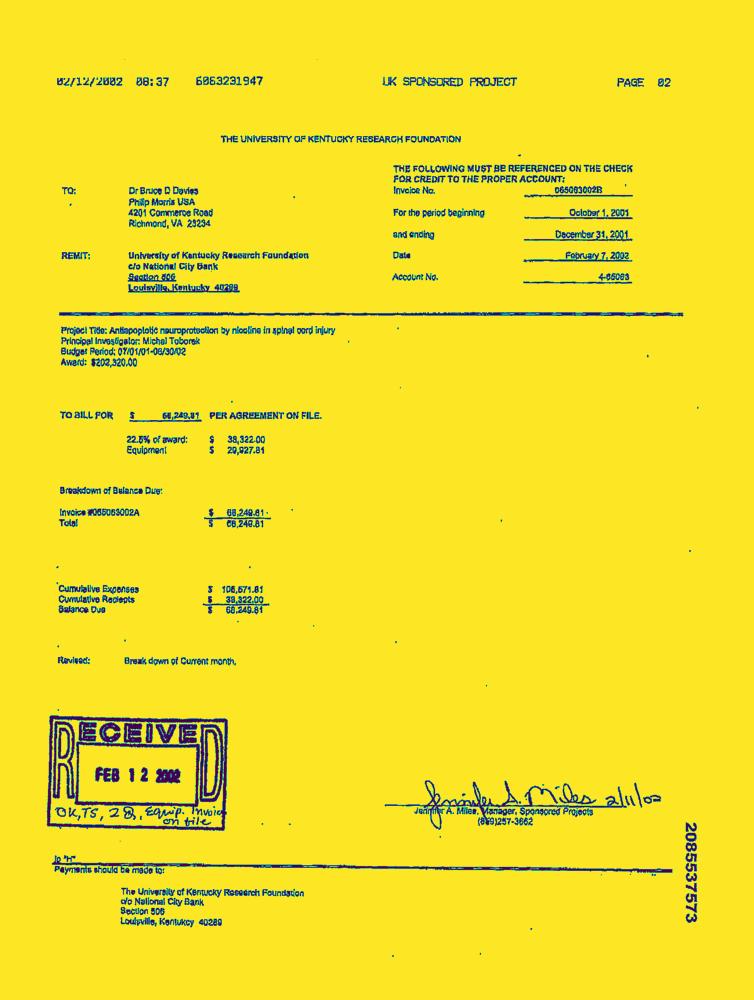 02/12/2002 08:37 6063231947 UK SPONSORED PROJECT PAGE 02
THE UNIVERSITY OF KENTUCKY RESEARCH FOUNDATION
THE FOLLOWING MUST BE REFERENCED ON THE CHECK
FOR CREDIT TO THE PROPER ACCOUNT:
TO: Dr Bruce D Davies Invoice No. 065083002B
Philip Morris USA
4201 Commerce Road For the period beginning October 1, 2001
Richmond, VA 23234
and ending December 31, 2001
REMIT: University of Kentucky Research Foundation Date February 7, 2002
c/o National City Bank
Section 506 Account No. 4-65083
Louisville, Kentucky 40289
Project Title: Antiapoptotic neuroprotection by nicotine in spinal cord injury
Principal Investigator: Michal Toborek
Budget Period: 07/01/01-06/30/02
Award: $202,320.00
TO BILL FOR $ 68,249.81 PER AGREEMENT ON FILE.
22.5% of award: $ 38,322.00
Equipment $ 29,927.81
Breakdown of Balance Due:
Invoice #065083002A $ 68,249.81
Total $ 68,249.81
Cumulative Expenses $ 106,571.81
Cumulative Reciepts $ 38,322.00
Balance Due $ 68,249.81
Revised: Break down of Current month.
RECEIVED
FEB 12 2002
OK, TS, 28, Equip. Invoice
on file
Jennifer A. Miles 2/11/02
Jennifer A. Miles, Manager, Sponsored Projects
(859)257-3662
2085537573
Jp "H"
Payments should be made to:
The University of Kentucky Research Foundation
c/o National City Bank
Section 506
Louisville, Kentukcy 40289